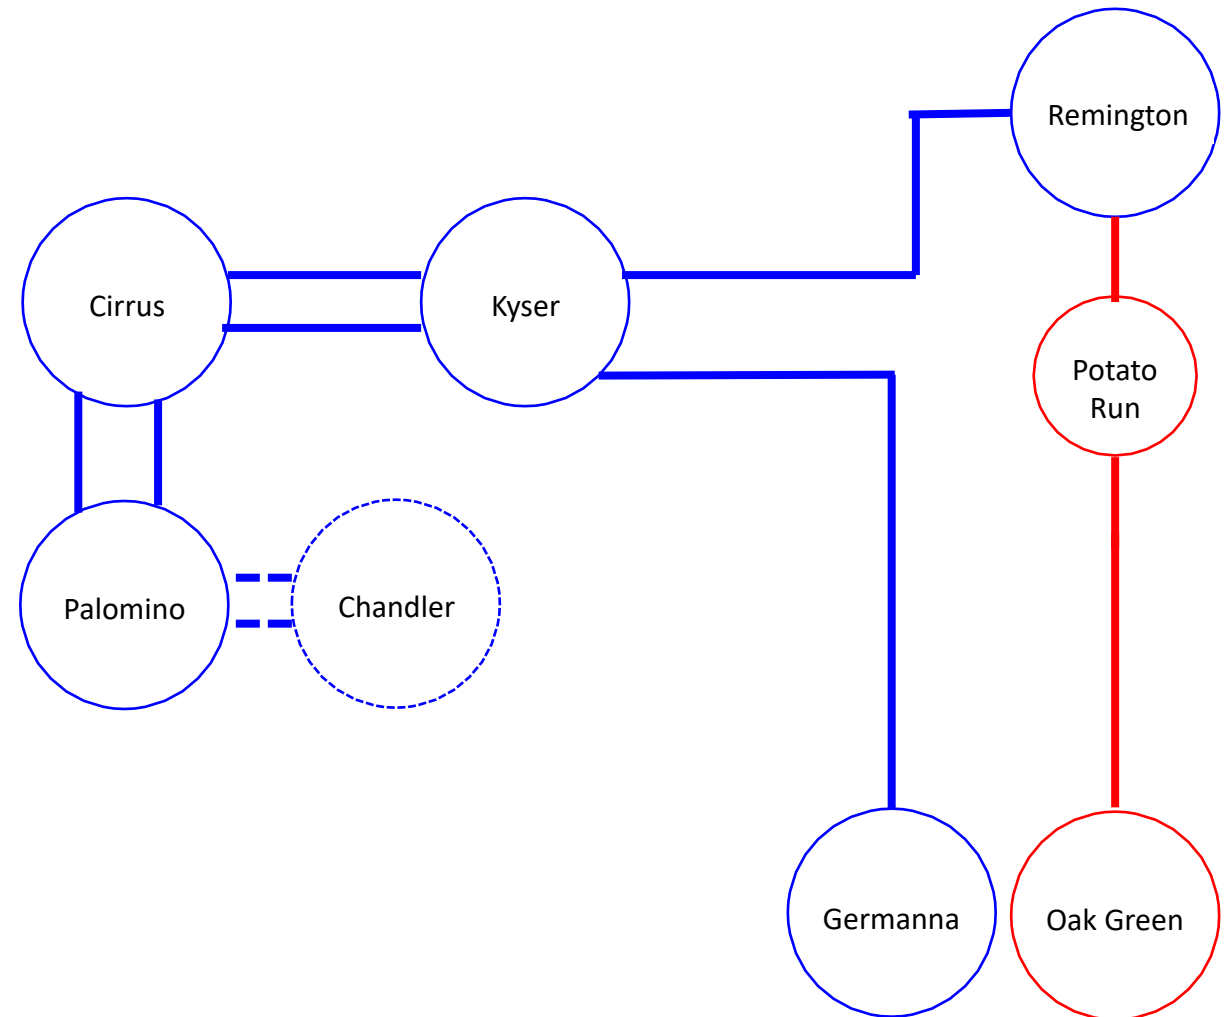 Remington
Cirrus
Kyser
Potato
Run
Palomino
Chandler
Germanna
Oak Green